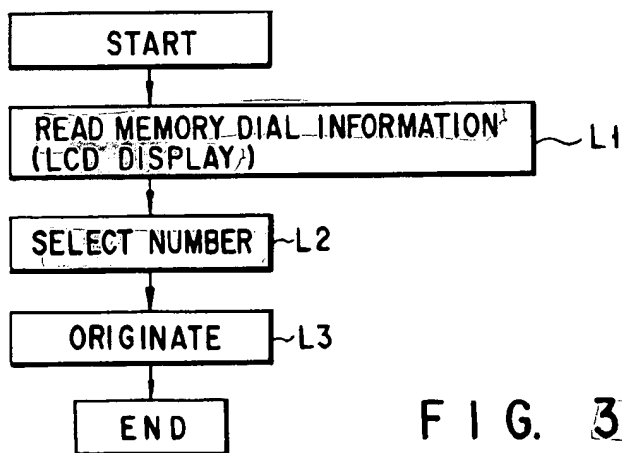 START
READ MEMORY DIAL INFORMATION
(LCD DISPLAY)
L1
SELECT NUMBER
L2
ORIGINATE
L3
END
FIG. 3